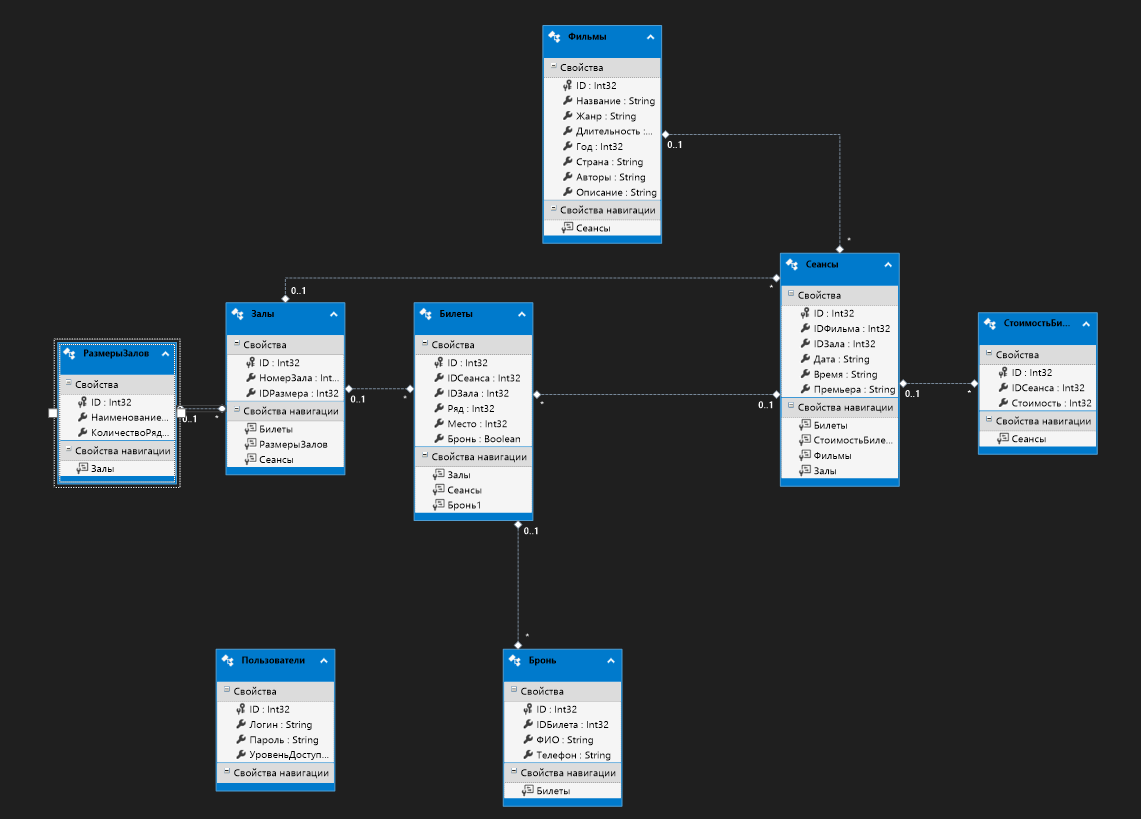 Фильмы
Свойства
ID : Int32
Название : String
Жанр : String
Длительность :...
Год : Int32
Страна : String
Авторы : String
Описание : String
Свойства навигации
Сеансы
0..1
*
Сеансы
Свойства
ID : Int32
IDФильма : Int32
IDЗала : Int32
Дата : String
Время : String
Премьера : String
Свойства навигации
Билеты
СтоимостьБиле...
Фильмы
Залы
0..1
*
Залы
Свойства
ID : Int32
НомерЗала : Int...
IDРазмера : Int32
Свойства навигации
Билеты
РазмерыЗалов
Сеансы
0..1
*
Билеты
Свойства
ID : Int32
IDСеанса : Int32
IDЗала : Int32
Ряд : Int32
Место : Int32
Бронь : Boolean
Свойства навигации
Залы
Сеансы
Бронь1
*
0..1
СтоимостьБи...
Свойства
ID : Int32
IDСеанса : Int32
Стоимость : Int32
Свойства навигации
Сеансы
0..1
*
РазмерыЗалов
Свойства
ID : Int32
Наименование...
КоличествоРяд...
Свойства навигации
Залы
0..1
*
0..1
*
Пользователи
Свойства
ID : Int32
Логин : String
Пароль : String
УровеньДоступ...
Свойства навигации
Бронь
Свойства
ID : Int32
IDБилета : Int32
ФИО : String
Телефон : String
Свойства навигации
Билеты